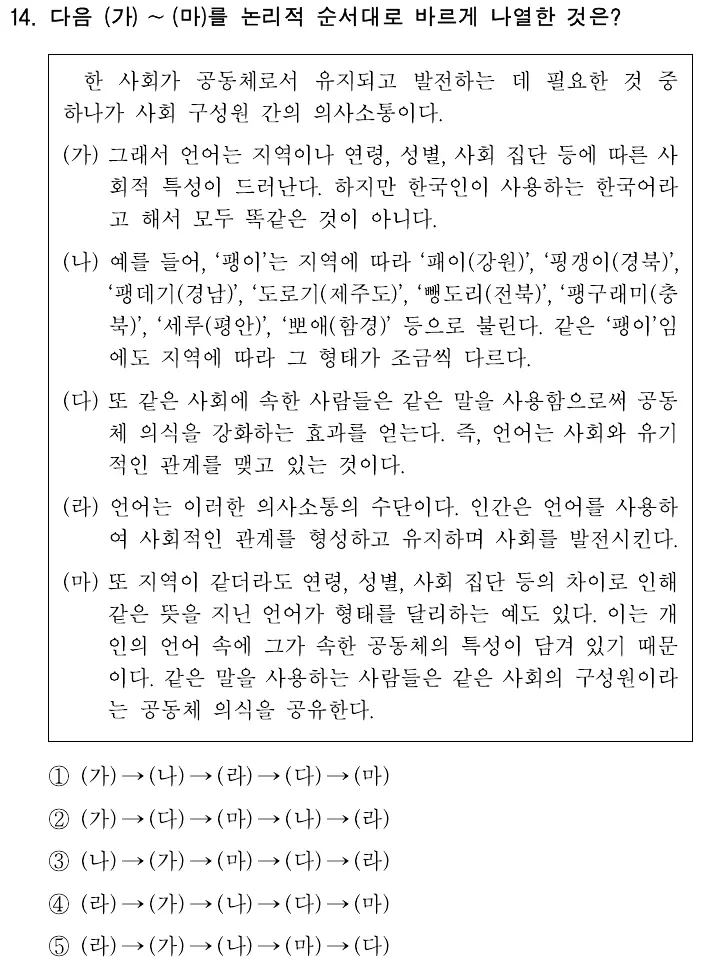 14. 다음 (가) ~ (마)를 논리적 순서대로 바르게 나열한 것은?
한 사회가 공동체로서 유지되고 발전하는 데 필요한 것 중
하나가 사회 구성원 간의 의사소통이다.
(가) 그래서 언어는 지역이나 연령, 성별, 사회 집단 등에 따른 사
회적 특성이 드러난다. 하지만 한국인이 사용하는 한국어라
고 해서 모두 똑같은 것이 아니다.
(나) 예를 들어, ‘팽이’는 지역에 따라 ‘패이(강원)’, ‘핑갱이(경북)’,
‘팽데기(경남)’, ‘도로기(제주도)’, ‘뺑도리(전북)’, ‘팽구래미(충
북)’, ‘세루(평안)’, ‘뽀애(함경)’ 등으로 불린다. 같은 ‘팽이’임
에도 지역에 따라 그 형태가 조금씩 다르다.
(다) 또 같은 사회에 속한 사람들은 같은 말을 사용함으로써 공동
체 의식을 강화하는 효과를 얻는다. 즉, 언어는 사회와 유기
적인 관계를 맺고 있는 것이다.
(라) 언어는 이러한 의사소통의 수단이다. 인간은 언어를 사용하
여 사회적인 관계를 형성하고 유지하며 사회를 발전시킨다.
(마) 또 지역이 같더라도 연령, 성별, 사회 집단 등의 차이로 인해
같은 뜻을 지닌 언어가 형태를 달리하는 예도 있다. 이는 개
인의 언어 속에 그가 속한 공동체의 특성이 담겨 있기 때문
이다. 같은 말을 사용하는 사람들은 같은 사회의 구성원이라
는 공동체 의식을 공유한다.
① (가)→(나)→(라)→(다)→(마)
② (가)→(다)→(마)→(나)→(라)
③ (나)→(가)→(마)→(다)→(라)
④ (라)→(가)→(나)→(다)→(마)
⑤ (라)→(가)→(나)→(마)→(다)